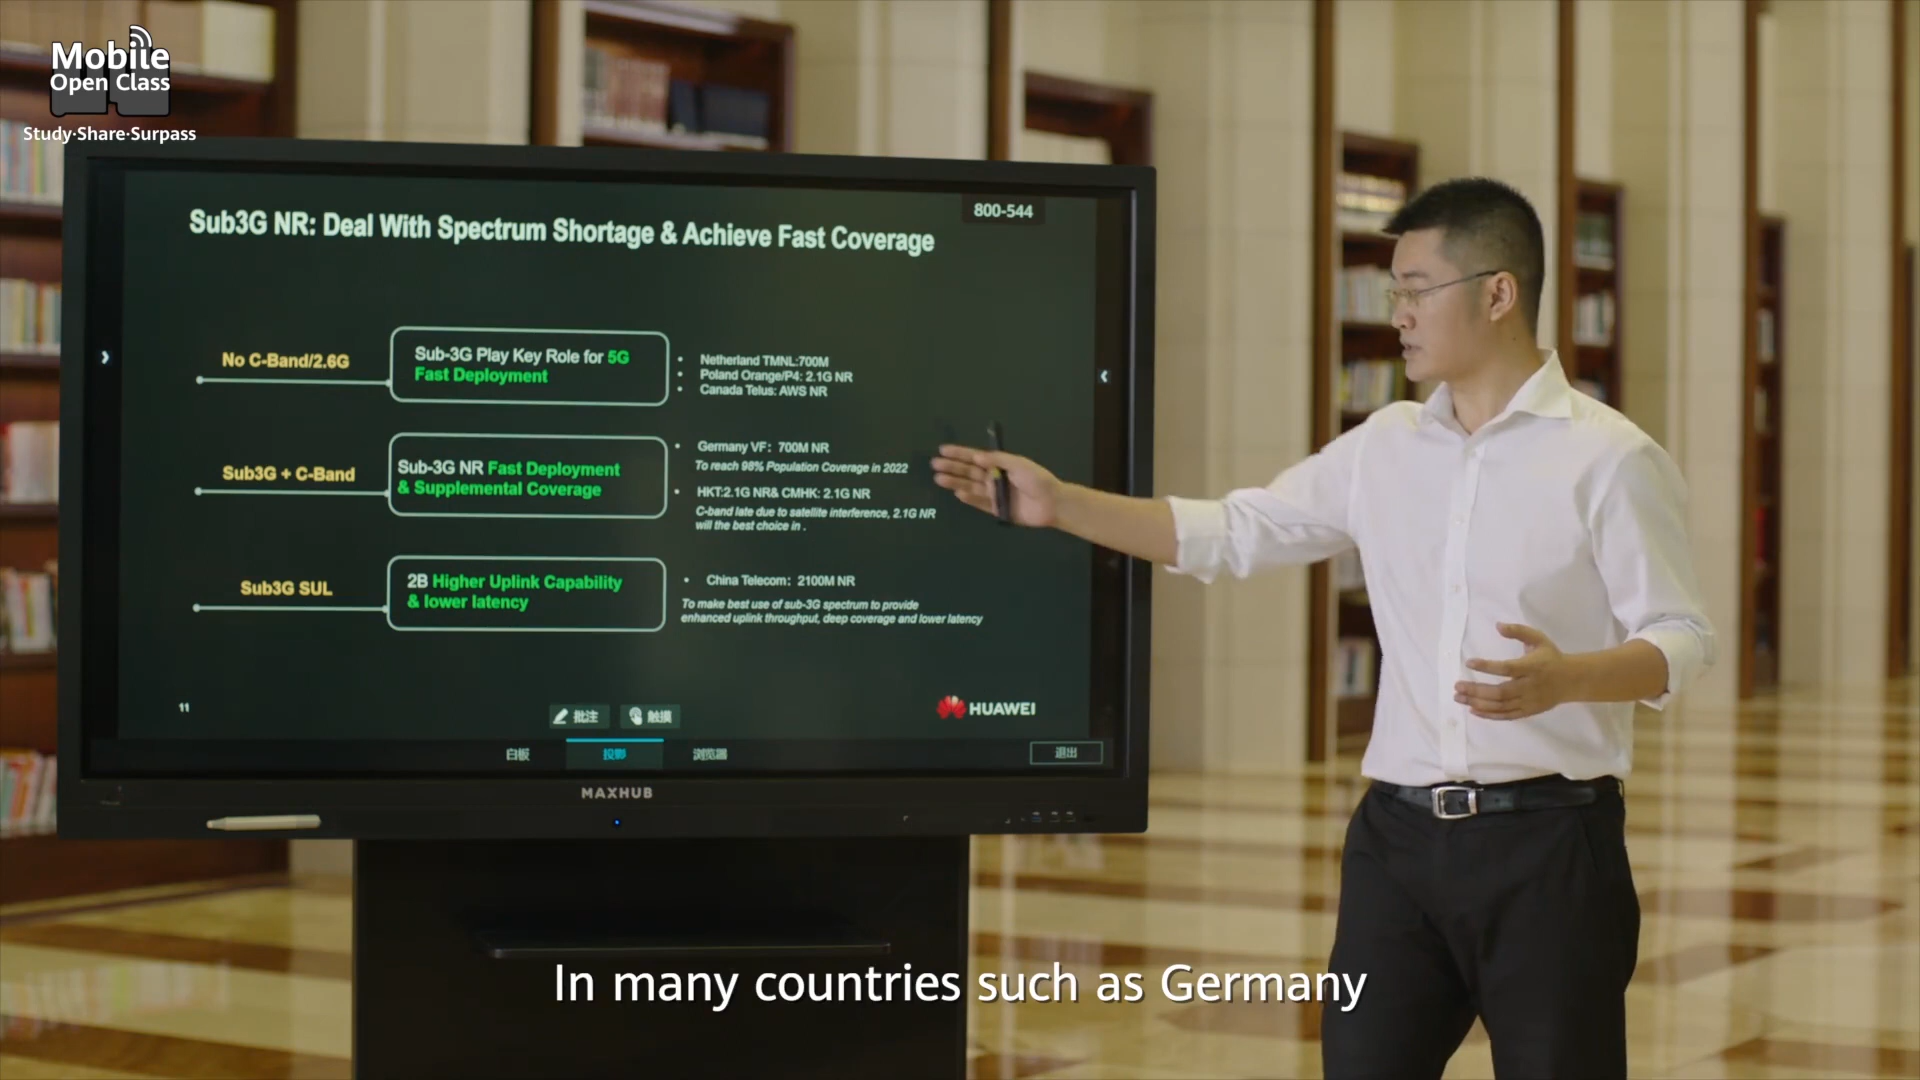 Mobile
Open Class
Study·Share·Surpass
800-544
Sub3G NR: Deal With Spectrum Shortage & Achieve Fast Coverage
No C-Band/2.6G
Sub-3G Play Key Role for 5G
Fast Deployment
• Netherland TMNL:700M
• Poland Orange/P4: 2.1G NR
• Canada Telus: AWS NR
Sub3G + C-Band
Sub-3G NR Fast Deployment
& Supplemental Coverage
• Germany VF: 700M NR
To reach 98% Population Coverage in 2022
• HKT:2.1G NR& CMHK: 2.1G NR
C-band late due to satellite interference, 2.1G NR
will the best choice in .
Sub3G SUL
2B Higher Uplink Capability
& lower latency
• China Telecom: 2100M NR
To make best use of sub-3G spectrum to provide
enhanced uplink throughput, deep coverage and lower latency
11
批注
触摸
HUAWEI
白板
投影
浏览器
退出
MAXHUB
In many countries such as Germany